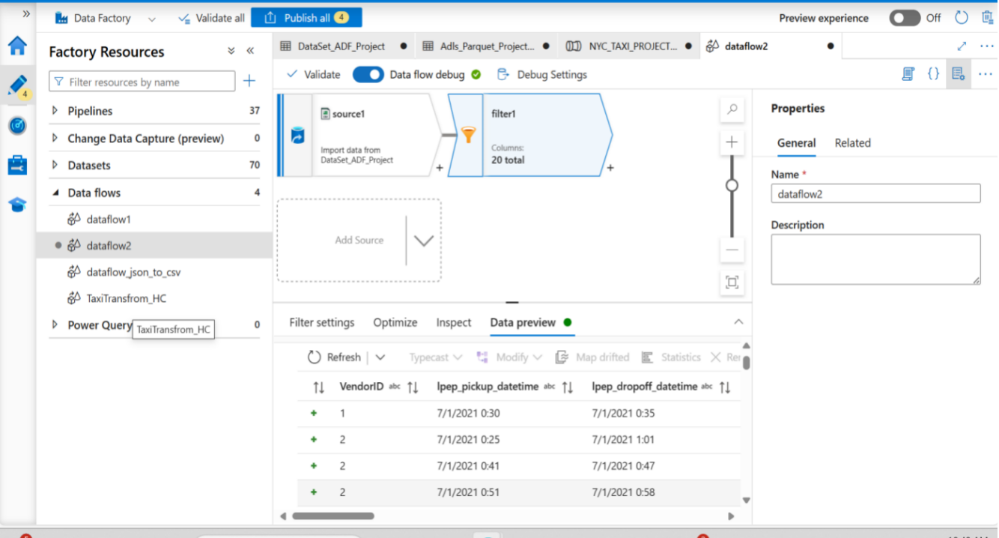 Data Factory
Validate all
Publish all 4
Preview experience
Off
4
Factory Resources
Filter resources by name
Pipelines 37
Change Data Capture (preview) 0
Datasets 70
Data flows 4
dataflow1
dataflow2
dataflow_json_to_csv
TaxiTransfrom_HC
Power Query 0
TaxiTransfrom_HC
DataSet_ADF_Project
Adls_Parquet_Project...
NYC_TAXI_PROJECT...
dataflow2
Validate
Data flow debug
Debug Settings
source1
Import data from
DataSet_ADF_Project
filter1
Columns:
20 total
Add Source
Filter settings
Optimize
Inspect
Data preview
Refresh
Typecast
Modify
Map drifted
Statistics
VendorID abc lpep_pickup_datetime abc lpep_dropoff_datetime abc
1 7/1/2021 0:30 7/1/2021 0:35
2 7/1/2021 0:25 7/1/2021 1:01
2 7/1/2021 0:41 7/1/2021 0:47
2 7/1/2021 0:51 7/1/2021 0:58
Properties
General
Related
Name *
dataflow2
Description